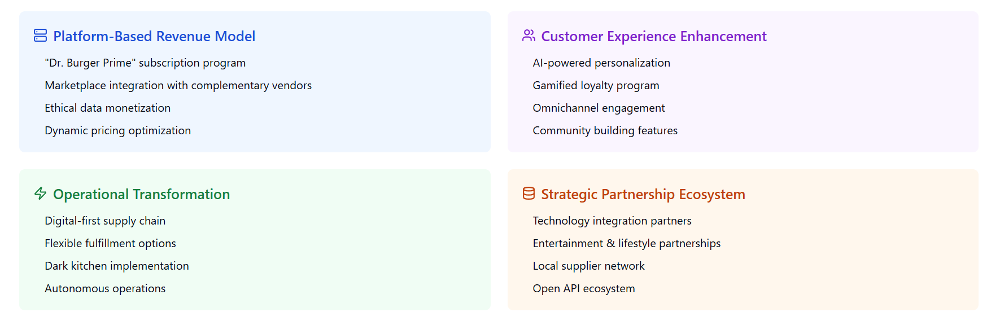 Platform-Based Revenue Model
"Dr. Burger Prime" subscription program
Marketplace integration with complementary vendors
Ethical data monetization
Dynamic pricing optimization
Customer Experience Enhancement
AI-powered personalization
Gamified loyalty program
Omnichannel engagement
Community building features
Operational Transformation
Digital-first supply chain
Flexible fulfillment options
Dark kitchen implementation
Autonomous operations
Strategic Partnership Ecosystem
Technology integration partners
Entertainment & lifestyle partnerships
Local supplier network
Open API ecosystem